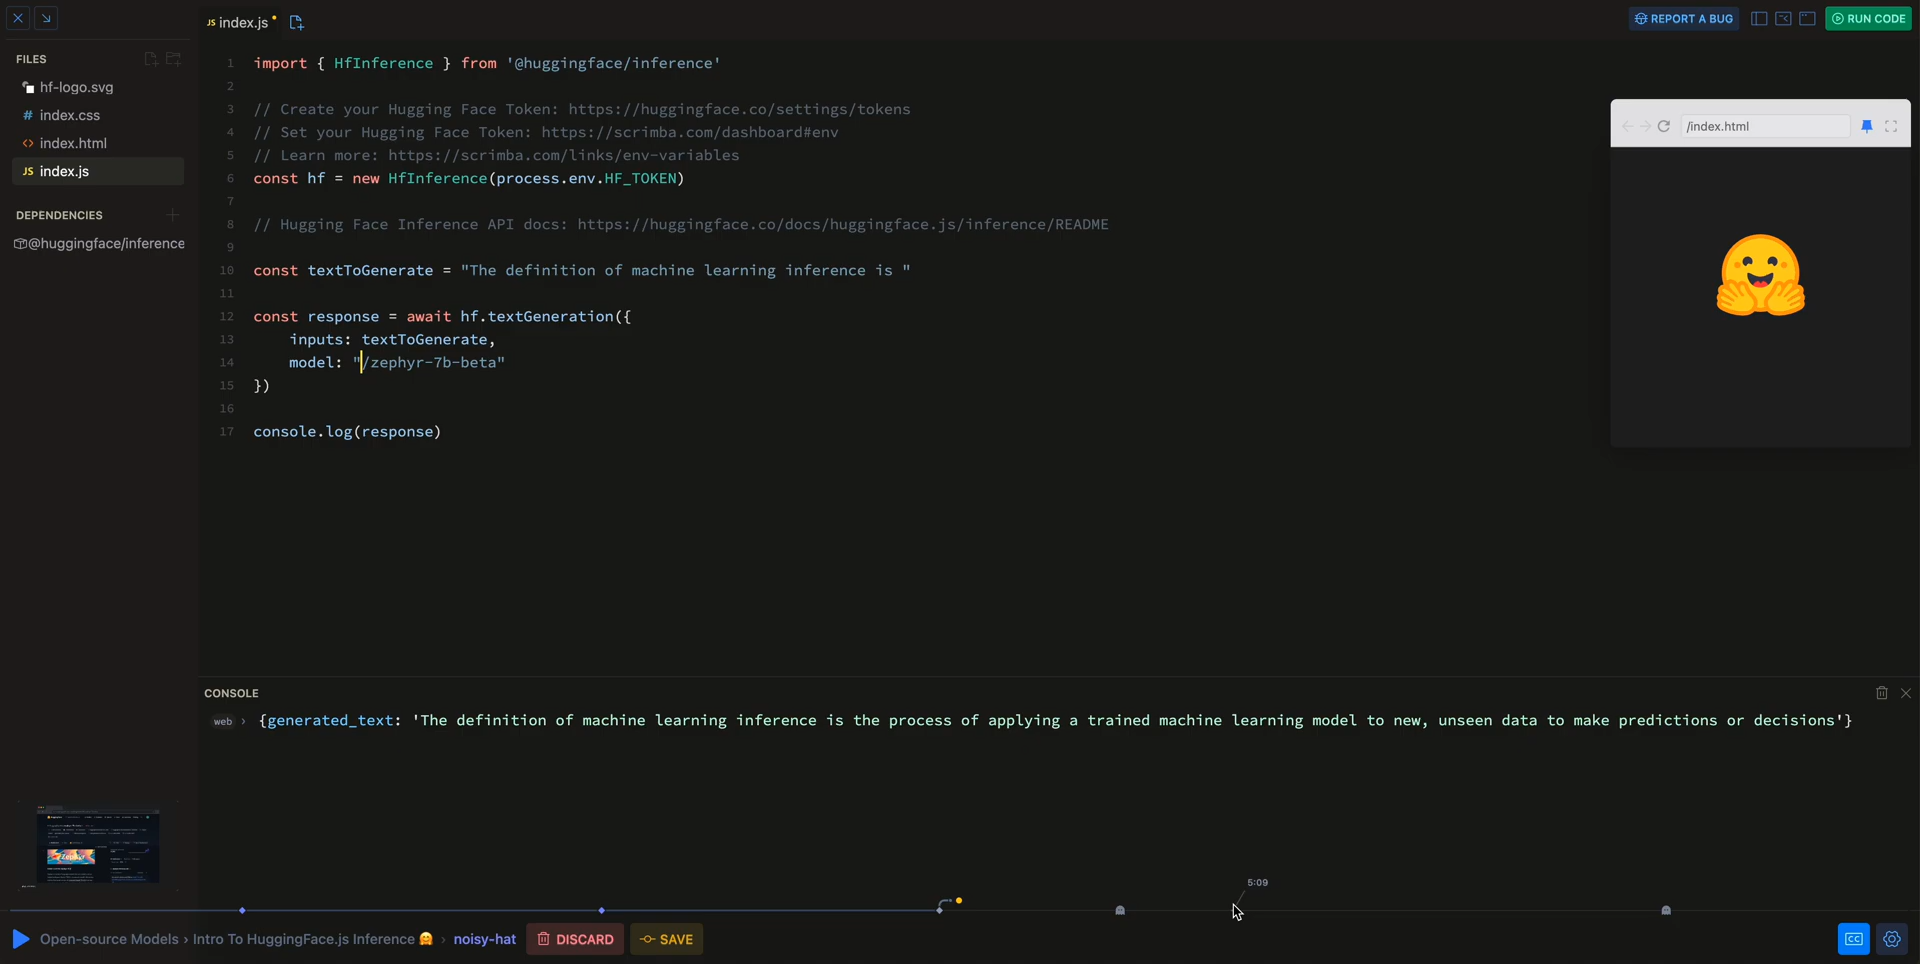 JS index.js
REPORT A BUG
RUN CODE
FILES
hf-logo.svg
# index.css
<> index.html
JS index.js
DEPENDENCIES
@huggingface/inference
1 import { HfInference } from '@huggingface/inference'
2
3 // Create your Hugging Face Token: https://huggingface.co/settings/tokens
4 // Set your Hugging Face Token: https://scrimba.com/dashboard#env
5 // Learn more: https://scrimba.com/links/env-variables
6 const hf = new HfInference(process.env.HF_TOKEN)
7
8 // Hugging Face Inference API docs: https://huggingface.co/docs/huggingface.js/inference/README
9
10 const textToGenerate = "The definition of machine learning inference is "
11
12 const response = await hf.textGeneration({
13 inputs: textToGenerate,
14 model: "/zephyr-7b-beta"
15 })
16
17 console.log(response)
/index.html
CONSOLE
web › {generated_text: 'The definition of machine learning inference is the process of applying a trained machine learning model to new, unseen data to make predictions or decisions'}
5:09
Open-source Models › Intro To HuggingFace.js Inference 🤗 › noisy-hat
DISCARD
SAVE
CC